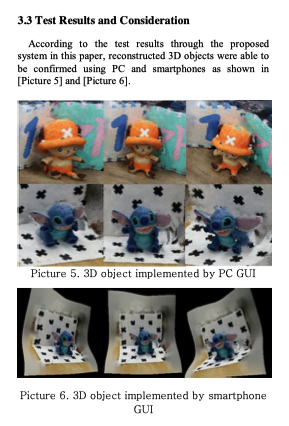 3.3 Test Results and Consideration
According to the test results through the proposed
system in this paper, reconstructed 3D objects were able to
be confirmed using PC and smartphones as shown in
[Picture 5] and [Picture 6].
Picture 5. 3D object implemented by PC GUI
Picture 6. 3D object implemented by smartphone
GUI